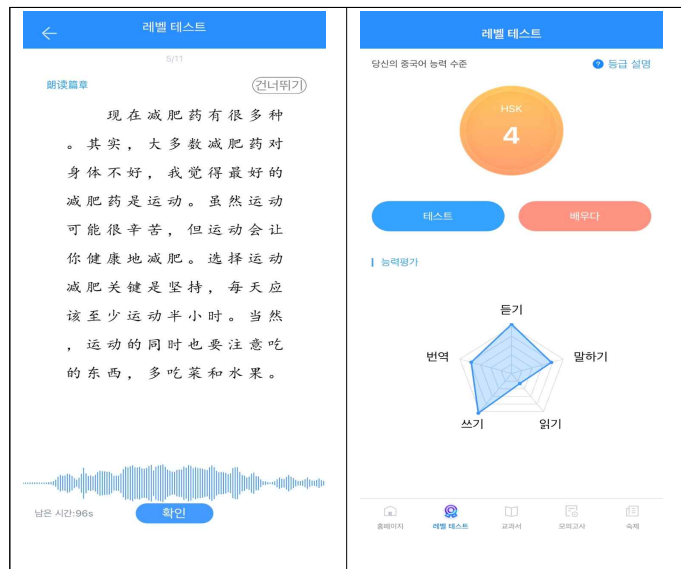 레벨 테스트
5/11
朗读篇章
건너뛰기
现在减肥药有很多种
。其实，大多数减肥药对
身体不好，我觉得最好的
减肥药是运动。虽然运动
可能很辛苦，但运动会让
你健康地减肥。选择运动
减肥关键是坚持，每天应
该至少运动半小时。当然
，运动的同时也要注意吃
的东西，多吃菜和水果。
남은 시간:96s
확인
레벨 테스트
당신의 중국어 능력 수준
? 등급 설명
HSK
4
테스트
배우다
능력평가
듣기
번역
말하기
쓰기
읽기
홈페이지
레벨 테스트
교과서
모의고사
숙제